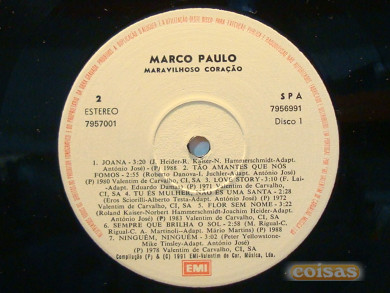 MARCO PAULO
MARAVILHOSO CORAÇÃO
2
ESTEREO
7957001
SPA
7956991
Disco 1
1. JOANA - 3:20 (J. Heider-R. Kaiser-N. Hammerschmidt-Adapt.
António José) - (P) 1988 2. TÃO AMANTES QUE NÓS
FOMOS - 2:55 (Roberto Danova-I. Juchler-Adapt. António José)
(P) 1980 Valentim de Carvalho, CI, SA 3. LOVE STORY - 3:10 (F. Lai-
Adapt. Eduardo Damas) (P) 1971 Valentim de Carvalho,
CI, SA 4. TU ÉS MULHER, NÃO ÉS UMA SANTA - 2:28
(Eros Sciorilli-Alberto Testa-Adapt. António José) (P) 1972
Valentim de Carvalho, CI, SA 5. FLOR SEM NOME - 3:22
(Roland Kaiser-Norbert Hammerschmidt-Joachim Heider-Adapt.
António José) (P) 1983 Valentim de Carvalho, CI, SA
6. SEMPRE QUE BRILHA O SOL - 2:58 (M. Rigual-C.
Rigual-C. A. Martinoli-Adapt. Mário Martins) (P) 1988
7. NINGUÉM, NINGUÉM - 3:02 (Peter Yellowstone-
Mike Tinsley-Adapt. António José) (P)
1978 Valentim de Carvalho, CI, SA
Compilação (P) & (C) 1991 EMI-Valentim de Car. Música, Lda.
EMI
coisas